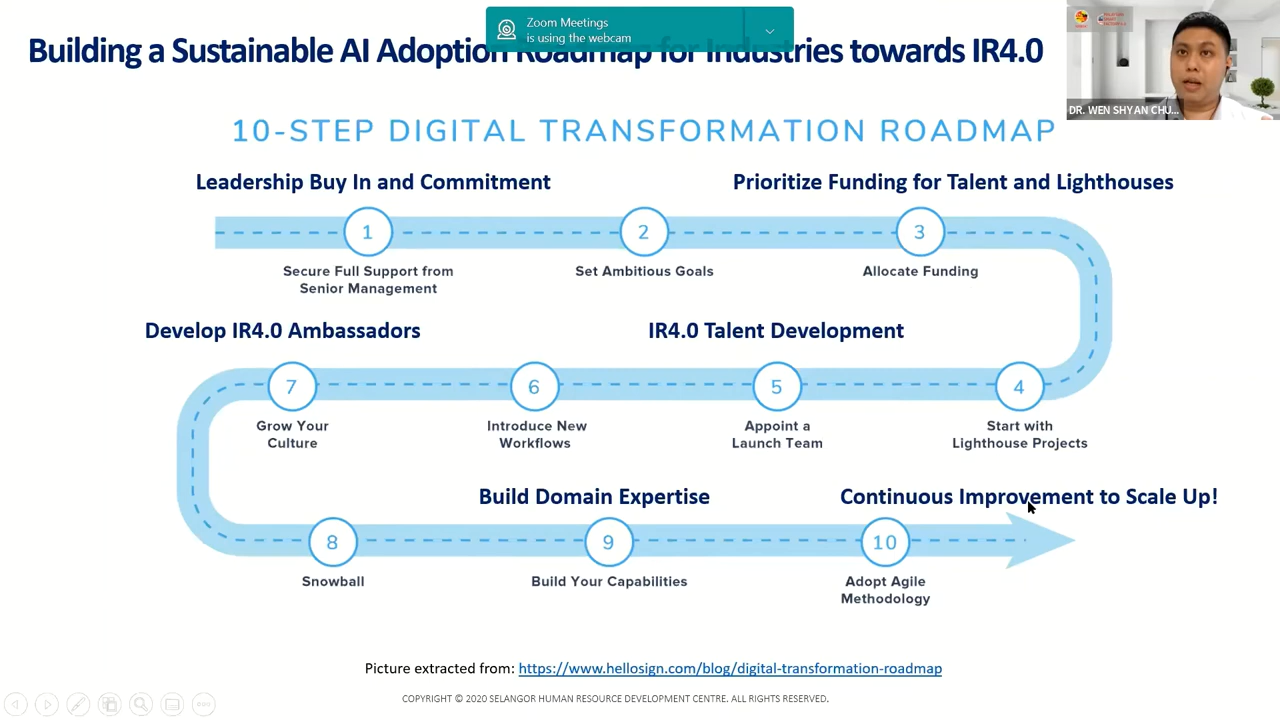 Zoom Meetings
is using the webcam
Building a Sustainable AI Adoption Roadmap for Industries towards IR4.0
DR. WEN SHYAN CHU...
10-STEP DIGITAL TRANSFORMATION ROADMAP
Leadership Buy In and Commitment
Prioritize Funding for Talent and Lighthouses
1
2
3
Secure Full Support from
Senior Management
Set Ambitious Goals
Allocate Funding
Develop IR4.0 Ambassadors
IR4.0 Talent Development
7
6
5
4
Grow Your
Culture
Introduce New
Workflows
Appoint a
Launch Team
Start with
Lighthouse Projects
Build Domain Expertise
Continuous Improvement to Scale Up!
8
9
10
Snowball
Build Your Capabilities
Adopt Agile
Methodology
Picture extracted from: https://www.hellosign.com/blog/digital-transformation-roadmap
COPYRIGHT © 2020 SELANGOR HUMAN RESOURCE DEVELOPMENT CENTRE. ALL RIGHTS RESERVED.